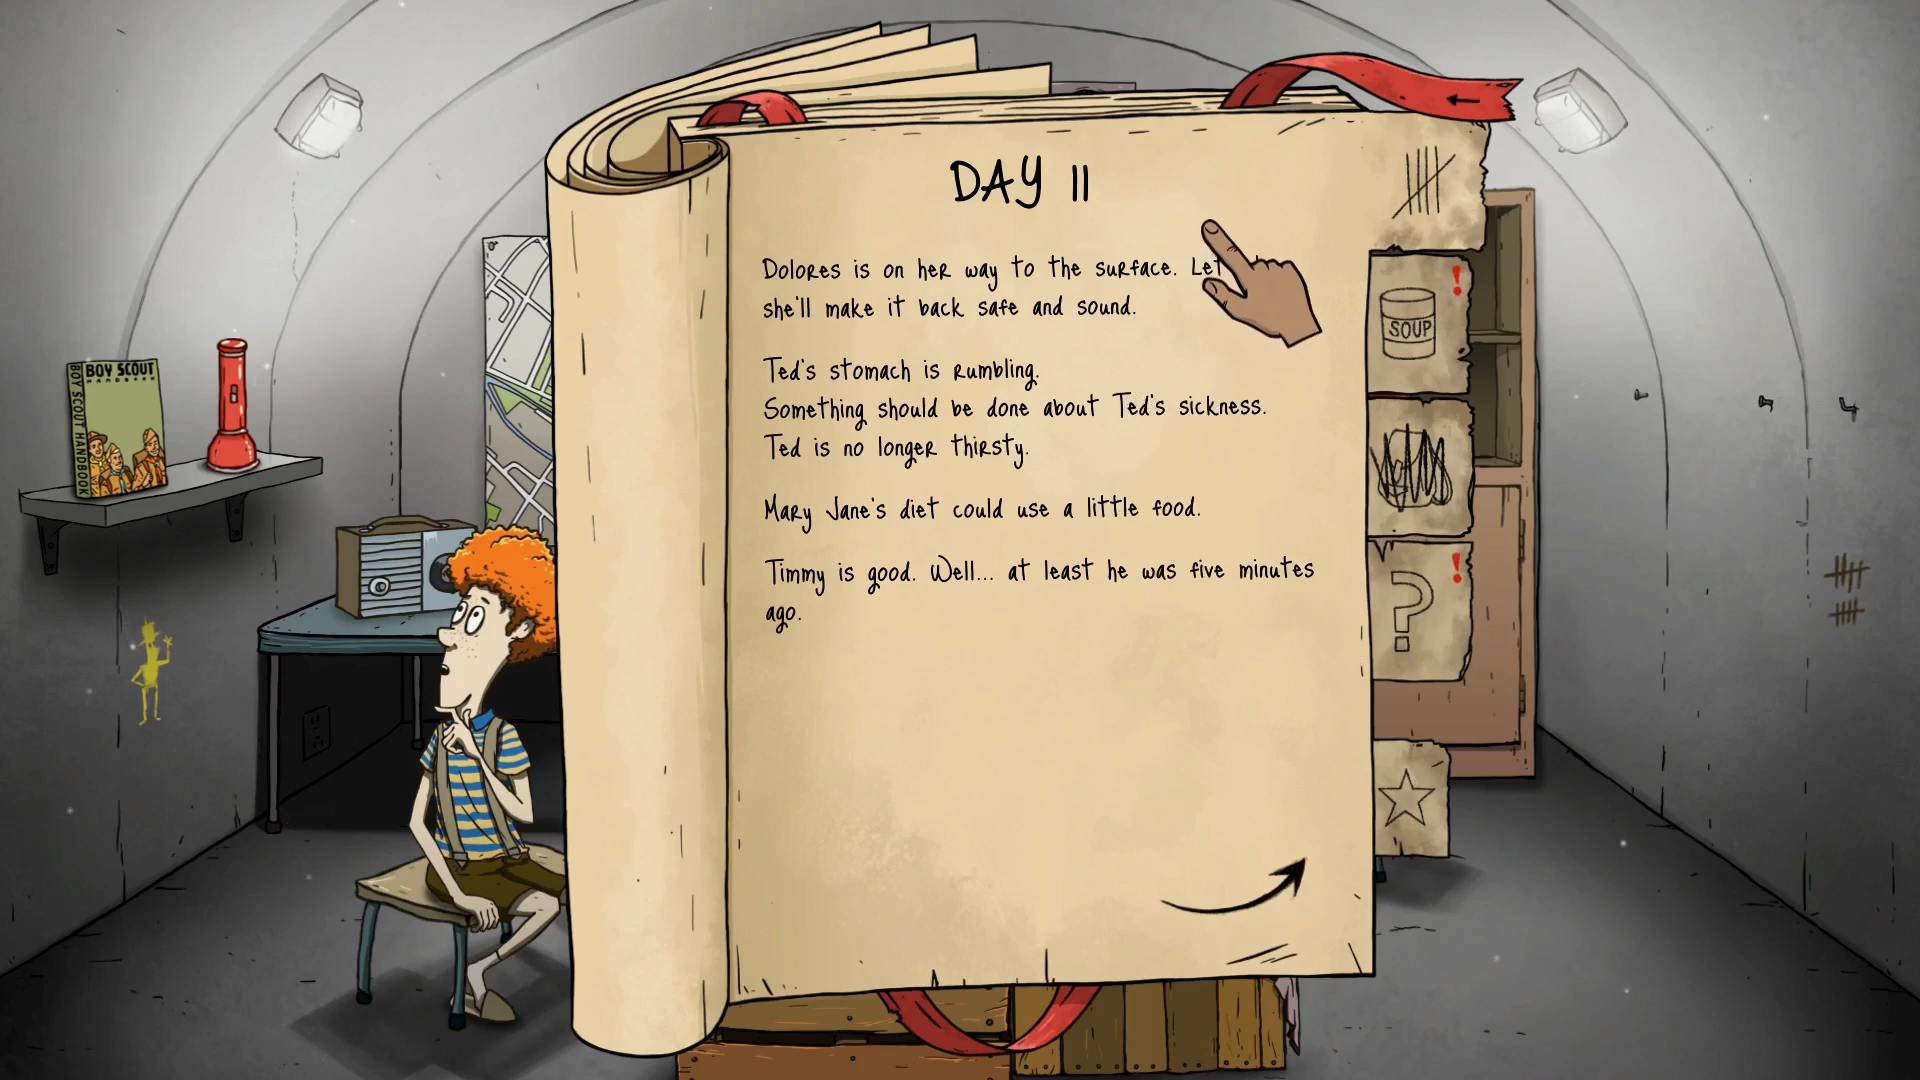 DAY 11
Dolores is on her way to the surface. Let
she'll make it back safe and sound.
Ted's stomach is rumbling.
Something should be done about Ted's sickness.
Ted is no longer thirsty.
Mary Jane's diet could use a little food.
Timmy is good. Well... at least he was five minutes
ago.
!
SOUP
!
?
BOY SCOUT
HANDBOOK
BOY SCOUT HANDBOOK